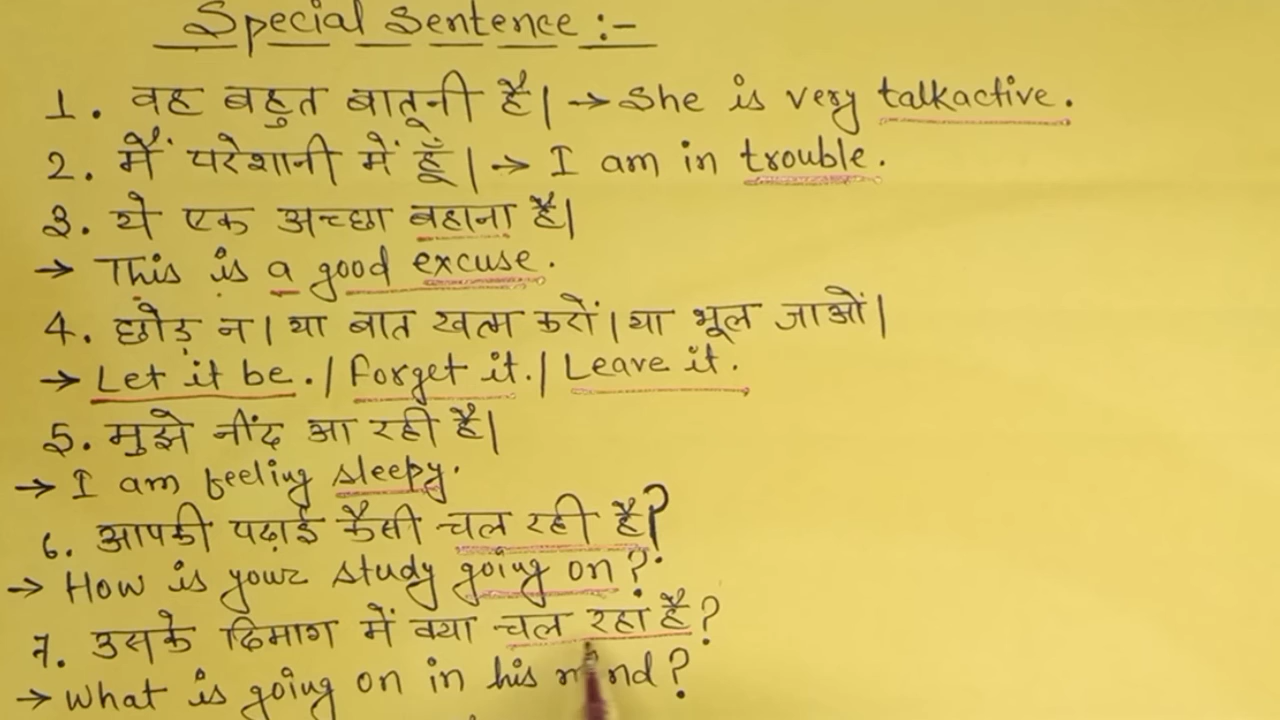 Special Sentence :-
1. वह बहुत बातूनी है। → She is very talkactive.
2. मैं परेशानी में हूँ। → I am in trouble.
3. ये एक अच्छा बहाना है।
→ This is a good excuse.
4. छोड़ न। या बात खत्म करों। या भूल जाओं।
→ Let it be. / Forget it. / Leave it.
5. मुझे नींद आ रही है।
→ I am feeling sleepy.
6. आपकी पढ़ाई कैसी चल रही है?
→ How is your study going on?
7. उसके दिमाग में क्या चल रहा है?
→ What is going on in his mind?